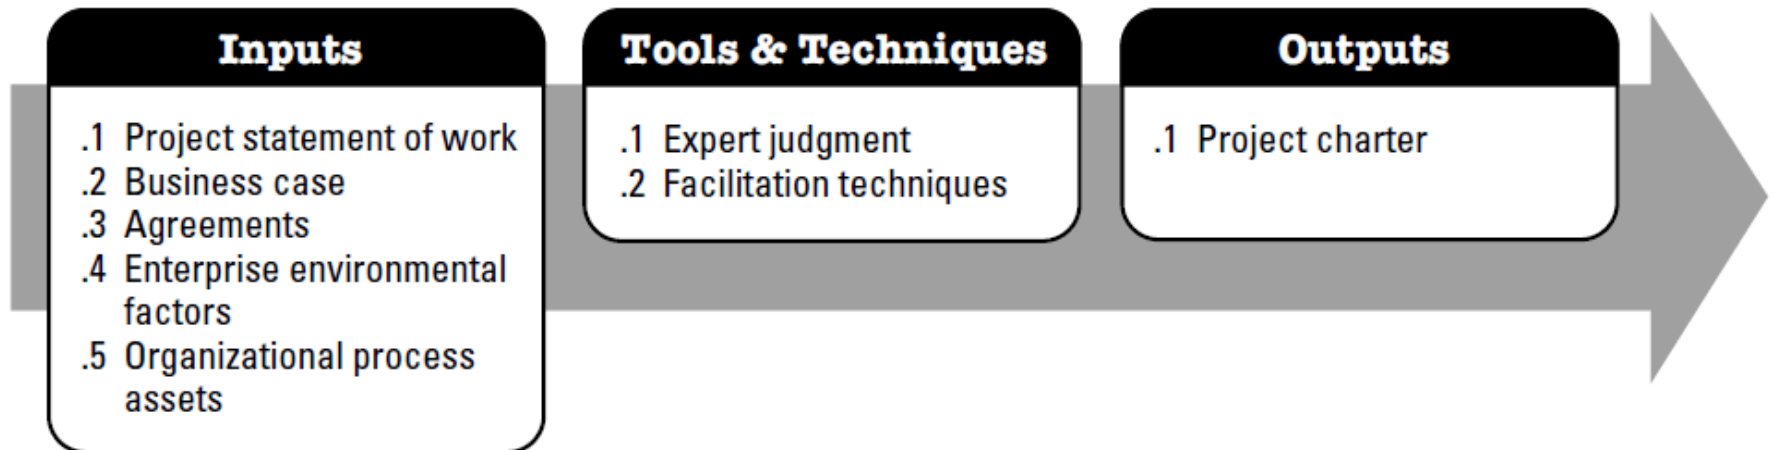 Inputs
.1 Project statement of work
.2 Business case
.3 Agreements
.4 Enterprise environmental
factors
.5 Organizational process
assets
Tools & Techniques
.1 Expert judgment
.2 Facilitation techniques
Outputs
.1 Project charter